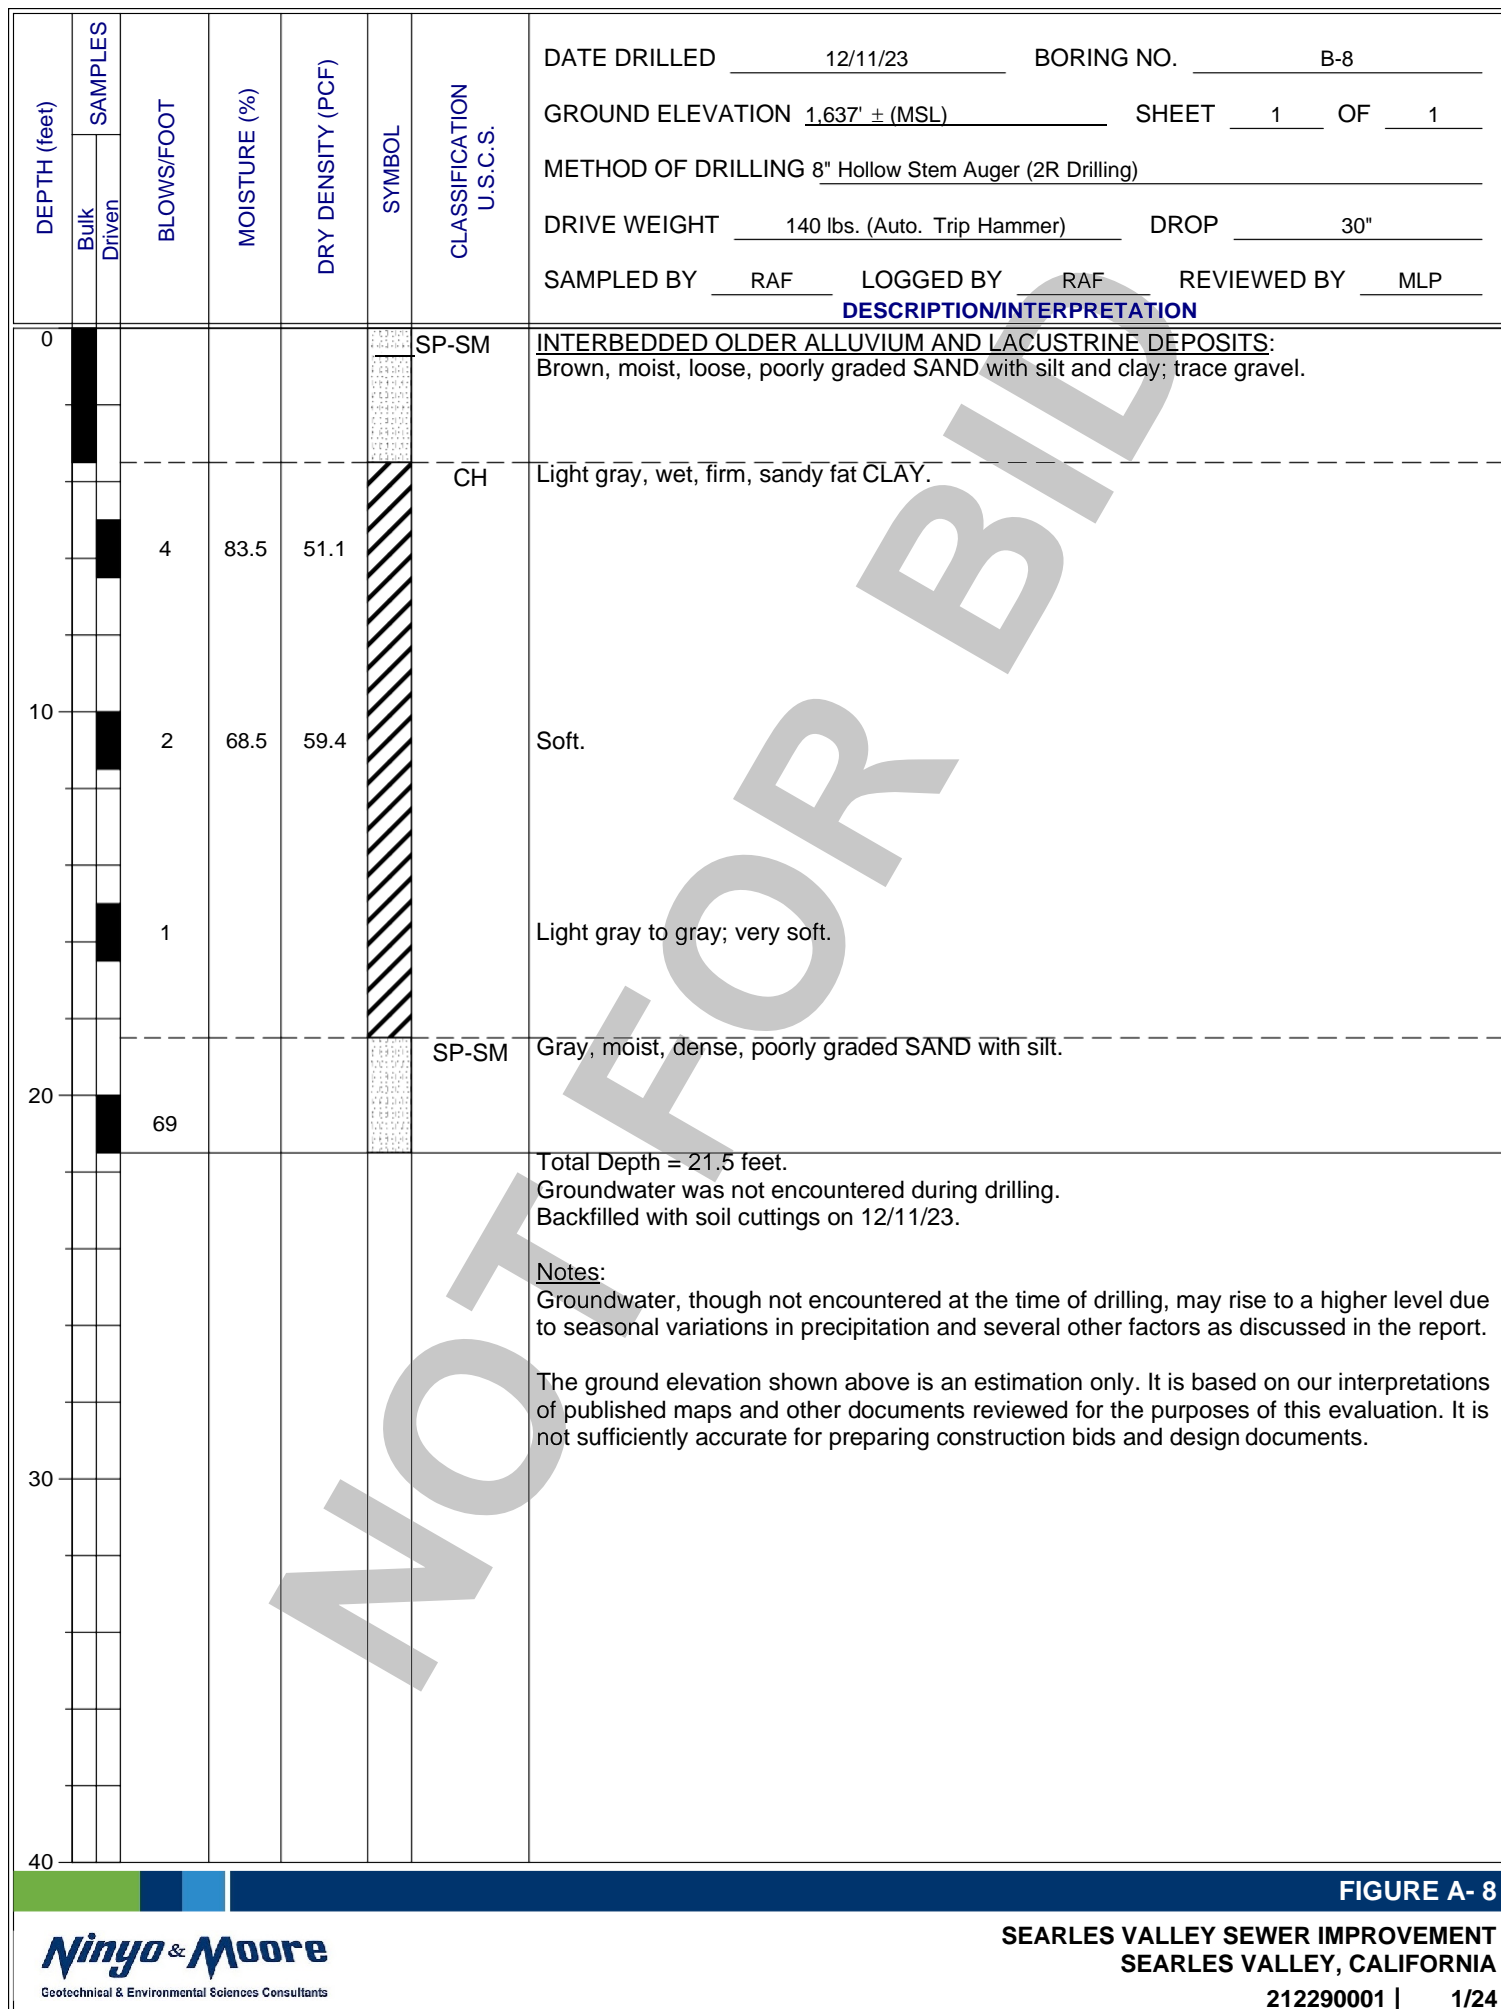 DEPTH (feet)
SAMPLES
Bulk
Driven
BLOWS/FOOT
MOISTURE (%)
DRY DENSITY (PCF)
SYMBOL
CLASSIFICATION
U.S.C.S.
DATE DRILLED 12/11/23 BORING NO. B-8
GROUND ELEVATION 1,637' ± (MSL) SHEET 1 OF 1
METHOD OF DRILLING 8" Hollow Stem Auger (2R Drilling)
DRIVE WEIGHT 140 lbs. (Auto. Trip Hammer) DROP 30"
SAMPLED BY RAF LOGGED BY RAF REVIEWED BY MLP
DESCRIPTION/INTERPRETATION
0 SP-SM INTERBEDDED OLDER ALLUVIUM AND LACUSTRINE DEPOSITS:
Brown, moist, loose, poorly graded SAND with silt and clay; trace gravel.
CH Light gray, wet, firm, sandy fat CLAY.
4 83.5 51.1
10
2 68.5 59.4 Soft.
1 Light gray to gray; very soft.
SP-SM Gray, moist, dense, poorly graded SAND with silt.
20
69
Total Depth = 21.5 feet.
Groundwater was not encountered during drilling.
Backfilled with soil cuttings on 12/11/23.
Notes:
Groundwater, though not encountered at the time of drilling, may rise to a higher level due
to seasonal variations in precipitation and several other factors as discussed in the report.
The ground elevation shown above is an estimation only. It is based on our interpretations
of published maps and other documents reviewed for the purposes of this evaluation. It is
not sufficiently accurate for preparing construction bids and design documents.
30
40
NOT FOR BID
FIGURE A- 8
Ninyo & Moore
Geotechnical & Environmental Sciences Consultants
SEARLES VALLEY SEWER IMPROVEMENT
SEARLES VALLEY, CALIFORNIA
212290001 | 1/24